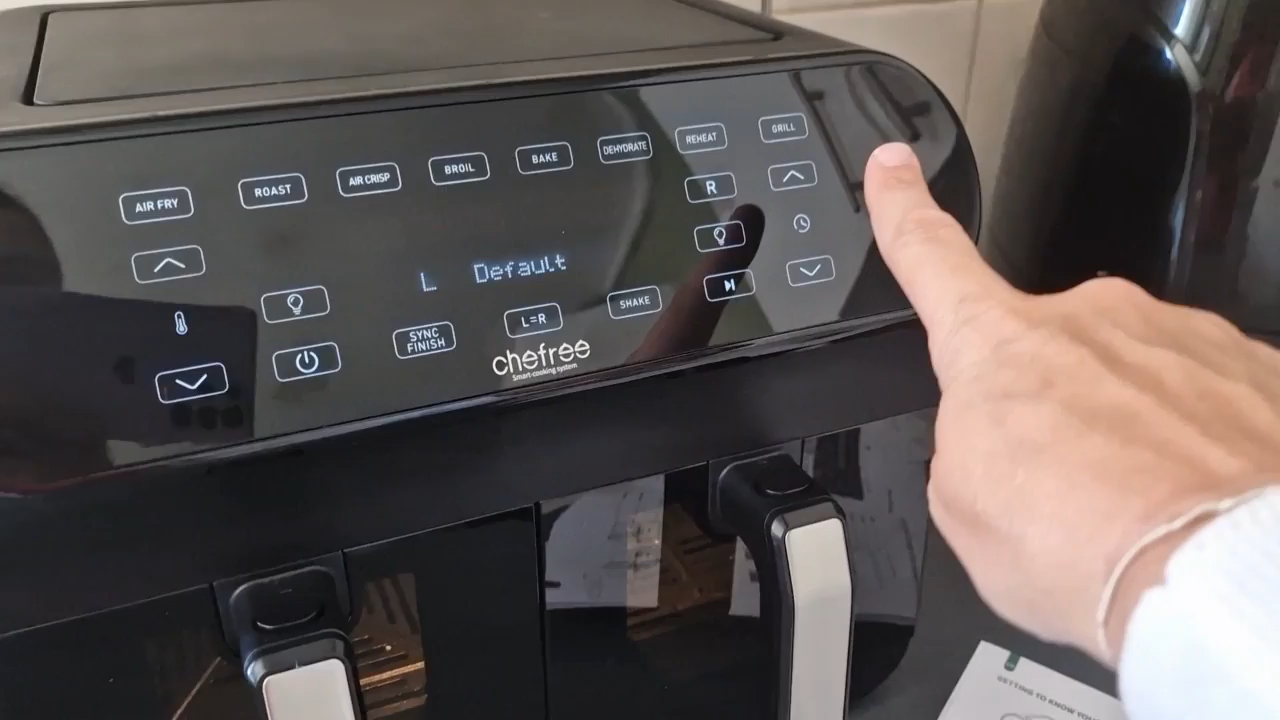 AIR FRY
ROAST
AIR CRISP
BROIL
BAKE
DEHYDRATE
REHEAT
GRILL
R
L Default
SYNC
FINISH
L=R
SHAKE
chefree
Smart-cooking system
GETTING TO KNOW YOU